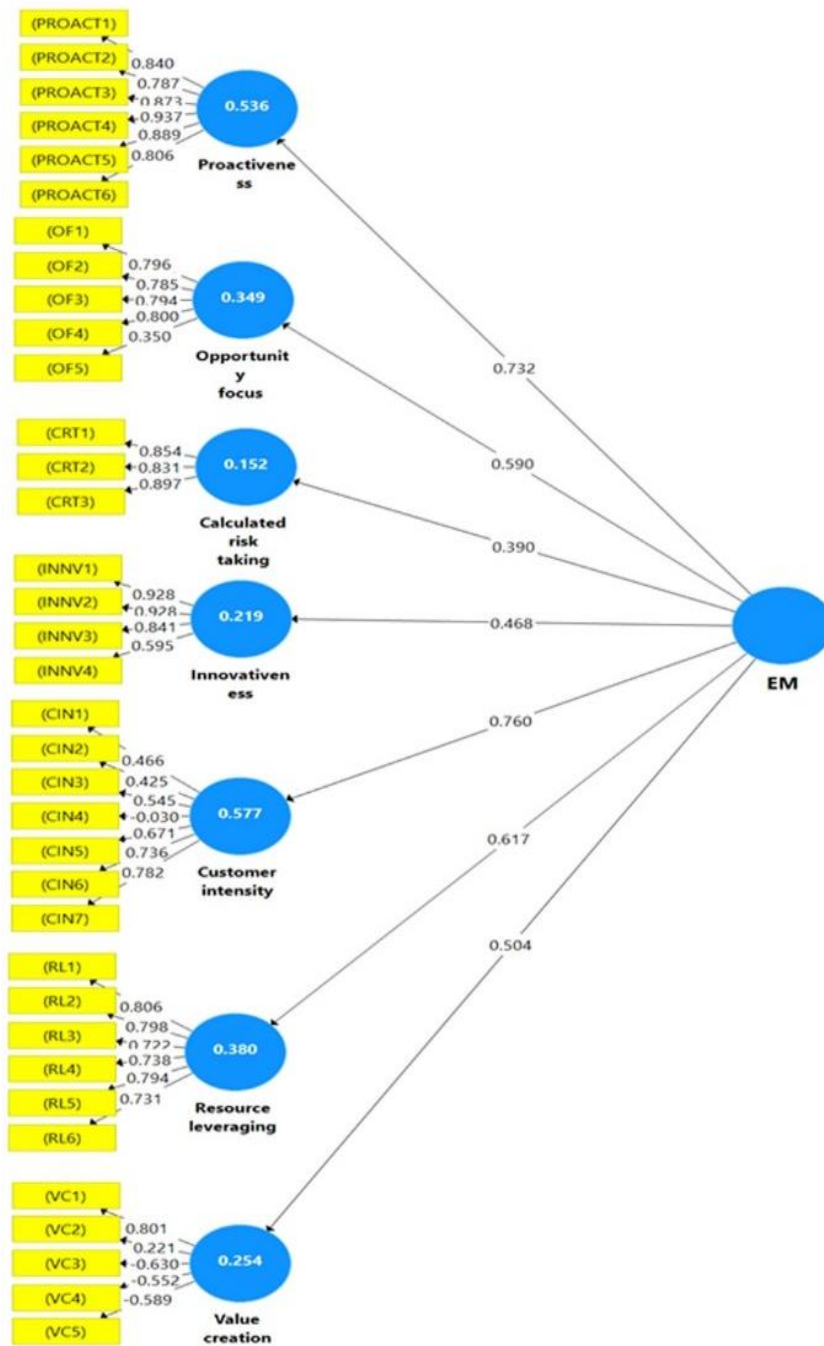 (PROACT1)
(PROACT2)
(PROACT3)
(PROACT4)
(PROACT5)
(PROACT6)
0.840
0.787
0.873
0.937
0.889
0.806
0.536
Proactivene
ss
(OF1)
(OF2)
(OF3)
(OF4)
(OF5)
0.796
0.785
0.794
0.800
0.350
0.349
Opportunit
y
focus
(CRT1)
(CRT2)
(CRT3)
0.854
0.831
0.897
0.152
Calculated
risk
taking
(INNV1)
(INNV2)
(INNV3)
(INNV4)
0.928
0.928
0.841
0.595
0.219
Innovativen
ess
(CIN1)
(CIN2)
(CIN3)
(CIN4)
(CIN5)
(CIN6)
(CIN7)
0.466
0.425
0.545
-0.030
0.671
0.736
0.782
0.577
Customer
intensity
(RL1)
(RL2)
(RL3)
(RL4)
(RL5)
(RL6)
0.806
0.798
0.722
0.738
0.794
0.731
0.380
Resource
leveraging
(VC1)
(VC2)
(VC3)
(VC4)
(VC5)
0.801
0.221
-0.630
-0.552
-0.589
0.254
Value
creation
0.732
0.590
0.390
0.468
0.760
0.617
0.504
EM